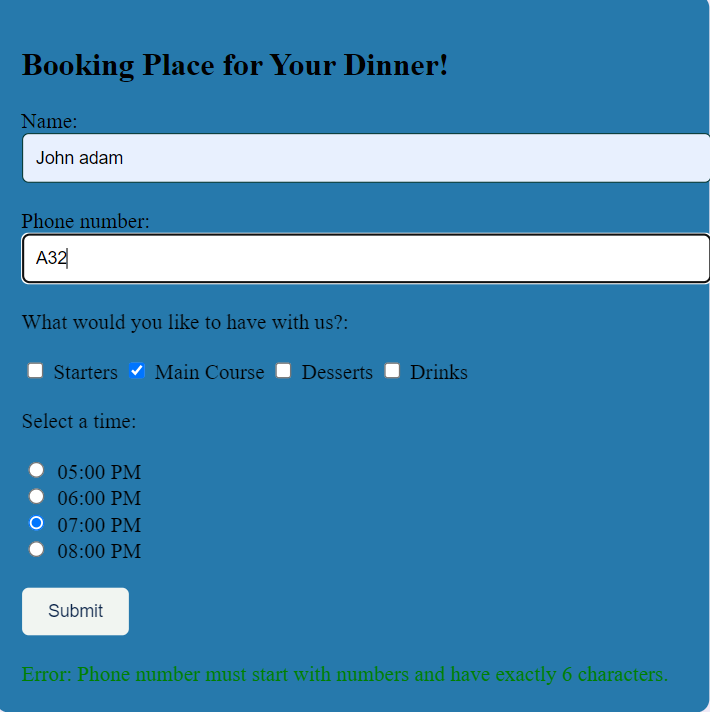 Booking Place for Your Dinner!
Name:
John adam
Phone number:
A32
What would you like to have with us?:
Starters Main Course Desserts Drinks
Select a time:
05:00 PM
06:00 PM
07:00 PM
08:00 PM
Submit
Error: Phone number must start with numbers and have exactly 6 characters.